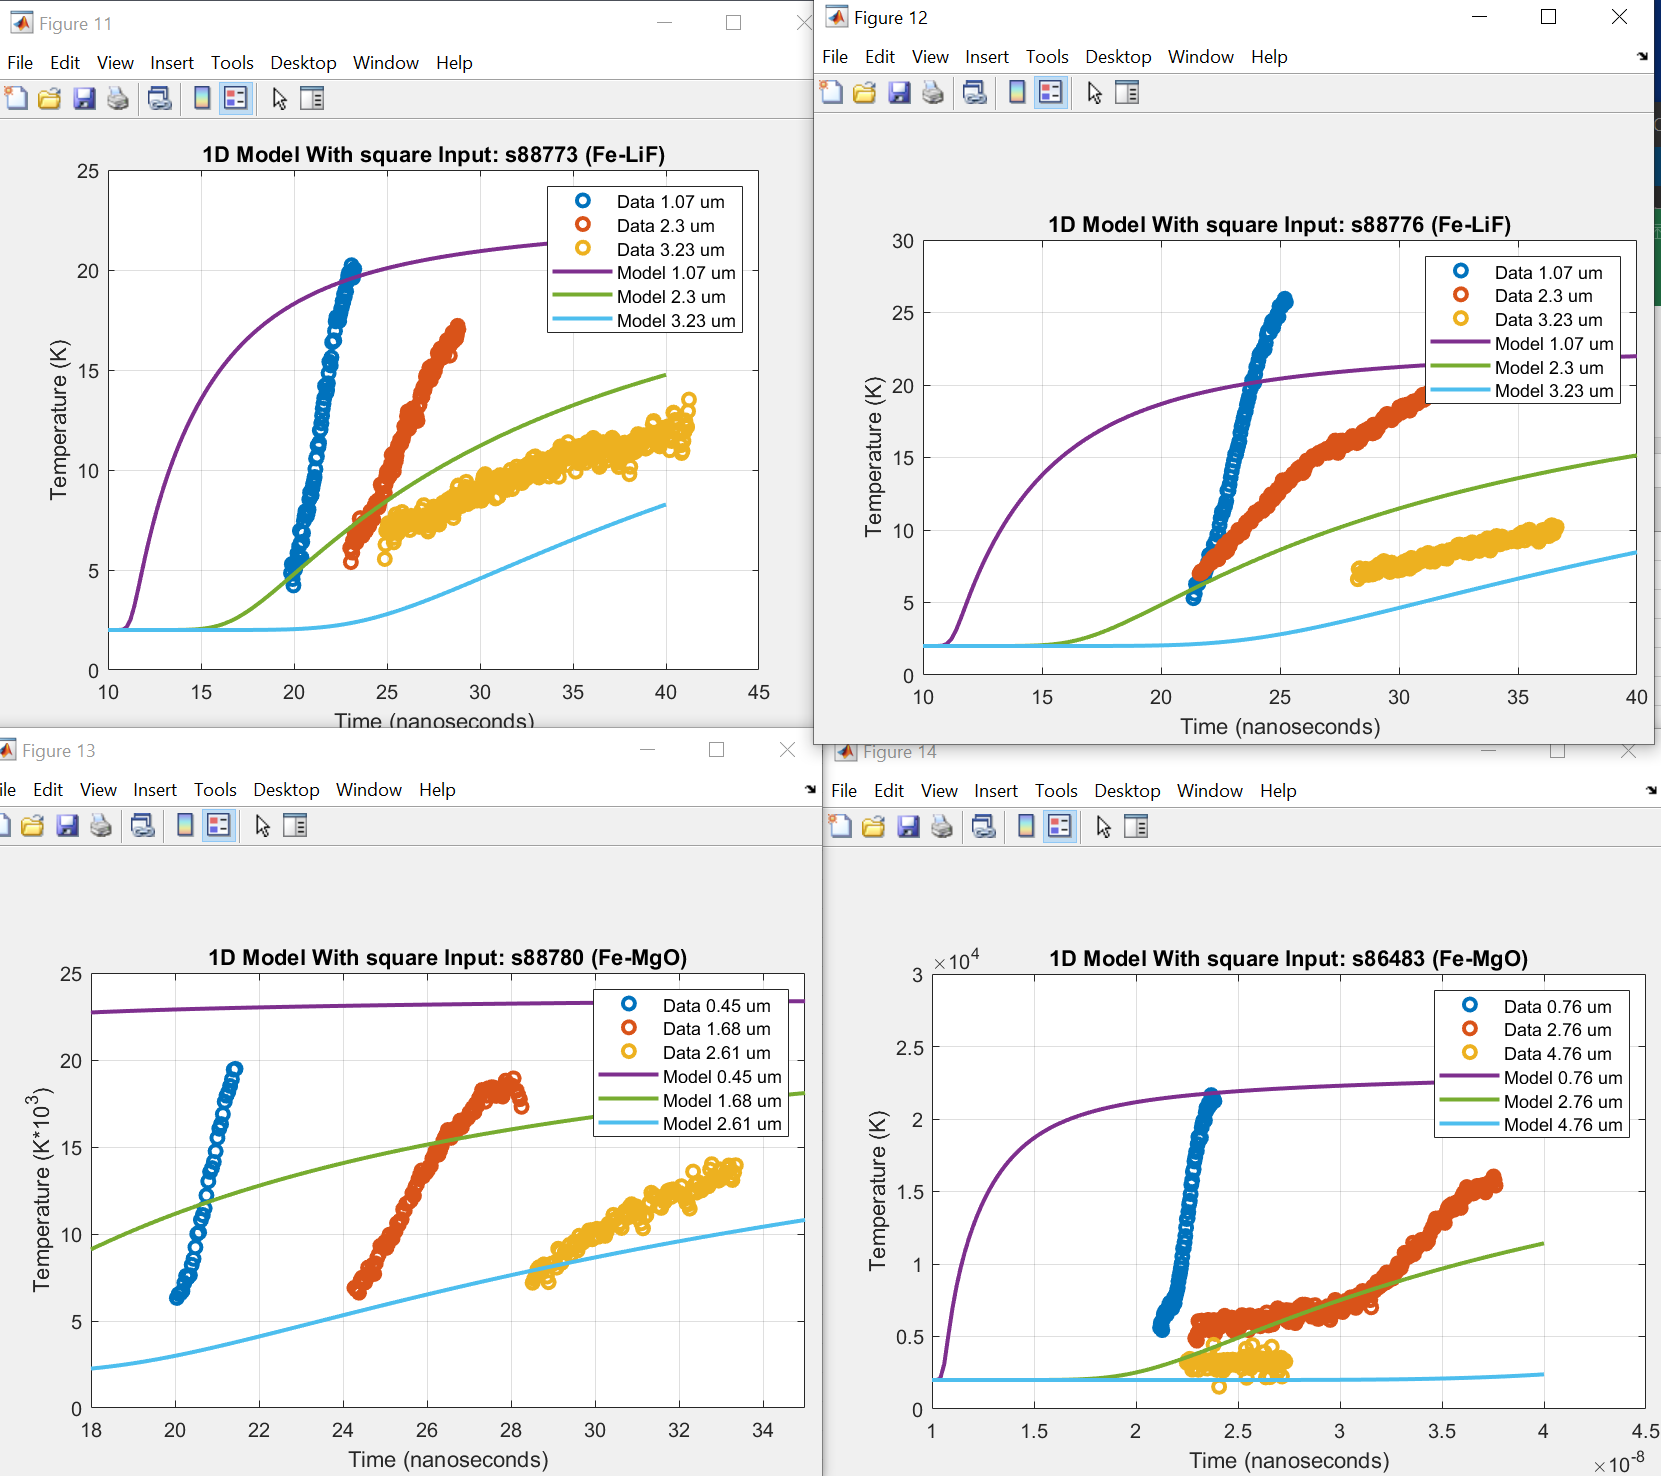 Figure 11
File Edit View Insert Tools Desktop Window Help
1D Model With square Input: s88773 (Fe-LiF)
25
20
15
10
5
0
Temperature (K)
Data 1.07 um
Data 2.3 um
Data 3.23 um
Model 1.07 um
Model 2.3 um
Model 3.23 um
10 15 20 25 30 35 40 45
Time (nanoseconds)
Figure 12
File Edit View Insert Tools Desktop Window Help
1D Model With square Input: s88776 (Fe-LiF)
30
25
20
15
10
5
0
Temperature (K)
Data 1.07 um
Data 2.3 um
Data 3.23 um
Model 1.07 um
Model 2.3 um
Model 3.23 um
10 15 20 25 30 35 40
Time (nanoseconds)
Figure 13
ile Edit View Insert Tools Desktop Window Help
1D Model With square Input: s88780 (Fe-MgO)
25
20
15
10
5
0
Temperature (K*10³)
Data 0.45 um
Data 1.68 um
Data 2.61 um
Model 0.45 um
Model 1.68 um
Model 2.61 um
18 20 22 24 26 28 30 32 34
Time (nanoseconds)
Figure 14
File Edit View Insert Tools Desktop Window Help
×10⁴
1D Model With square Input: s86483 (Fe-MgO)
3
2.5
2
1.5
1
0.5
0
Temperature (K)
Data 0.76 um
Data 2.76 um
Data 4.76 um
Model 0.76 um
Model 2.76 um
Model 4.76 um
1 1.5 2 2.5 3 3.5 4 4.5
Time (nanoseconds)
×10⁻⁸